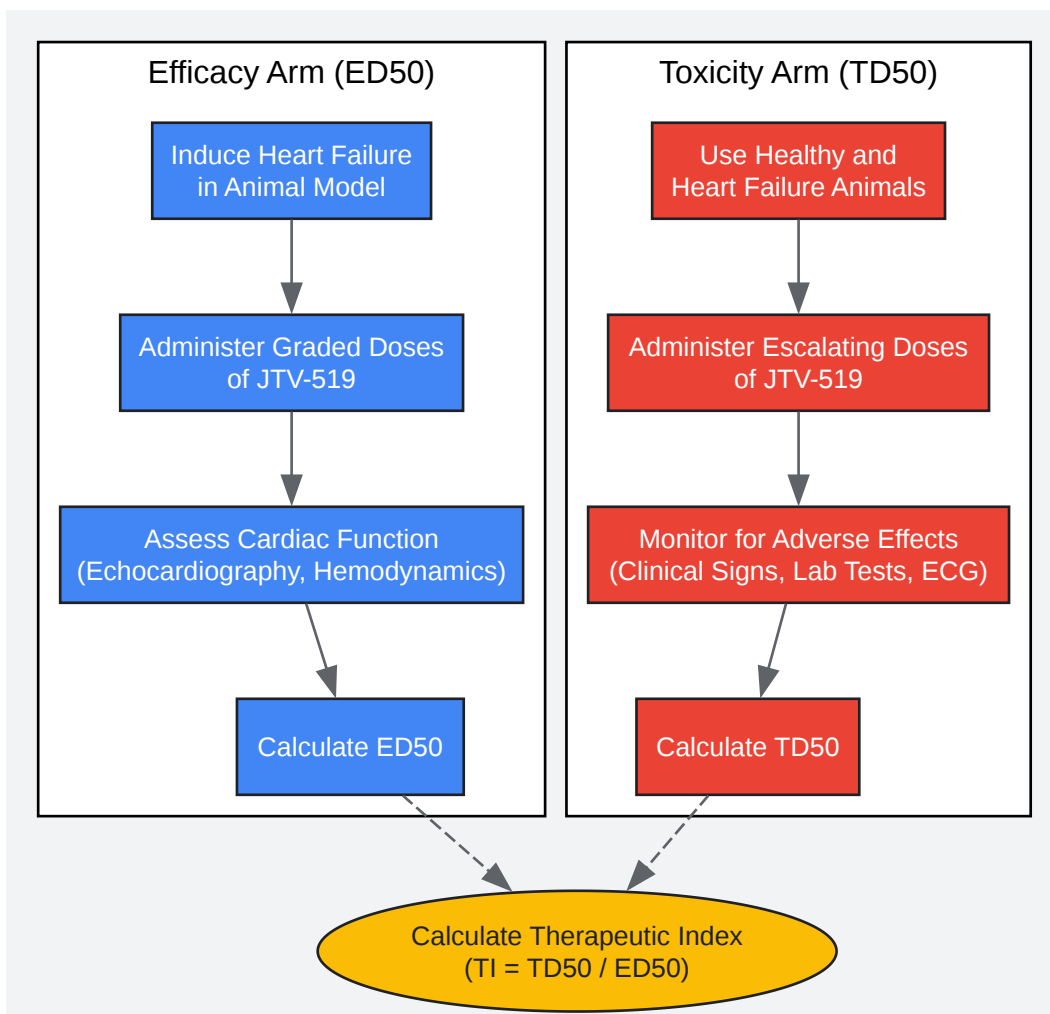 Efficacy Arm (ED50)
Induce Heart Failure
in Animal Model
Administer Graded Doses
of JTV-519
Assess Cardiac Function
(Echocardiography, Hemodynamics)
Calculate ED50
Toxicity Arm (TD50)
Use Healthy and
Heart Failure Animals
Administer Escalating Doses
of JTV-519
Monitor for Adverse Effects
(Clinical Signs, Lab Tests, ECG)
Calculate TD50
Calculate Therapeutic Index
(TI = TD50 / ED50)